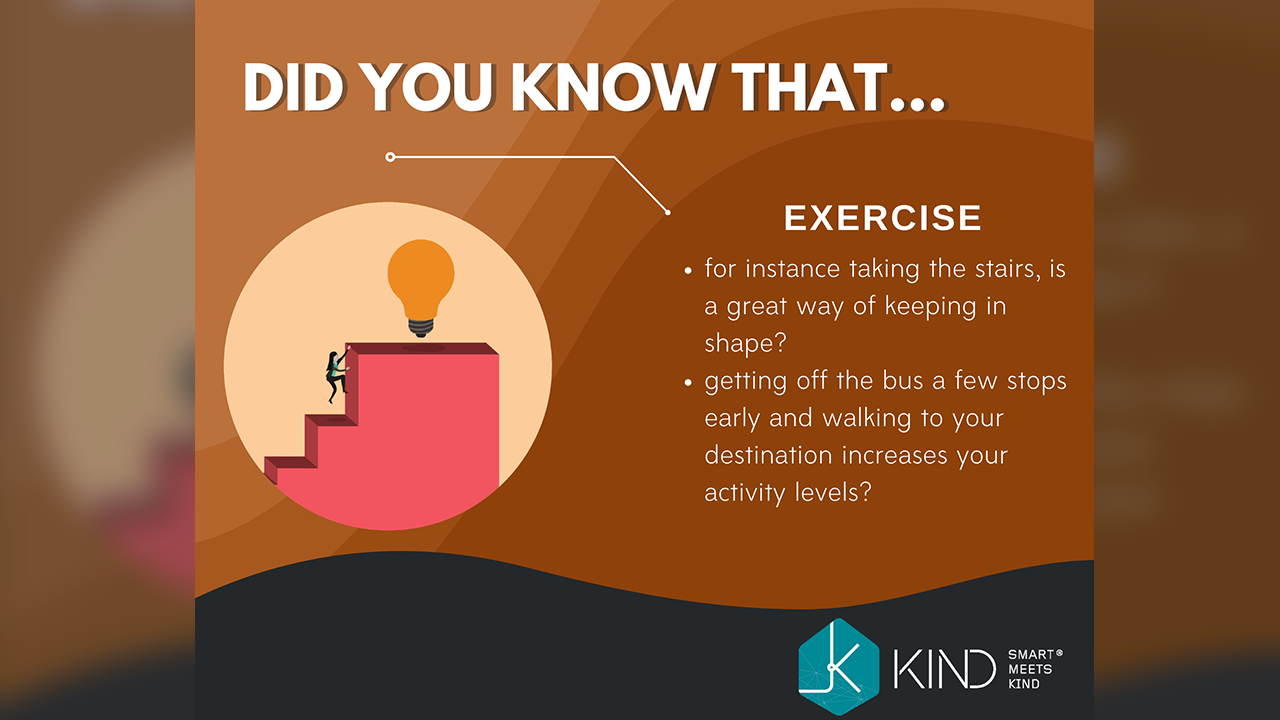 DID YOU KNOW THAT...
EXERCISE
• for instance taking the stairs, is
a great way of keeping in
shape?
• getting off the bus a few stops
early and walking to your
destination increases your
activity levels?
K
KIND
SMART®
MEETS
KIND